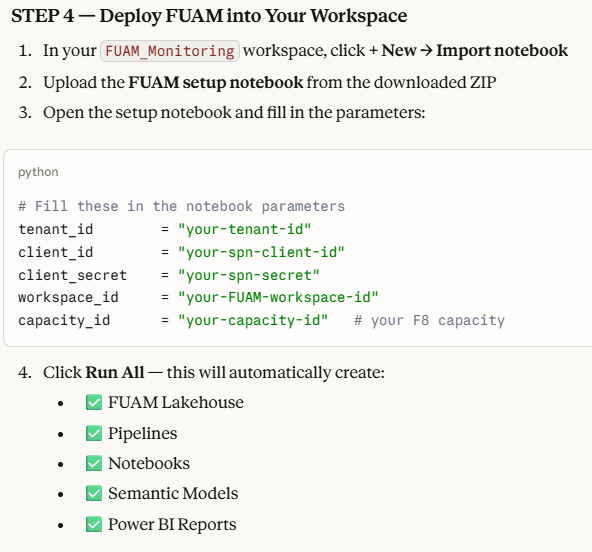 STEP 4 — Deploy FUAM into Your Workspace
1. In your FUAM_Monitoring workspace, click + New → Import notebook
2. Upload the FUAM setup notebook from the downloaded ZIP
3. Open the setup notebook and fill in the parameters:
python
# Fill these in the notebook parameters
tenant_id = "your-tenant-id"
client_id = "your-spn-client-id"
client_secret = "your-spn-secret"
workspace_id = "your-FUAM-workspace-id"
capacity_id = "your-capacity-id" # your F8 capacity
4. Click Run All — this will automatically create:
• ✅ FUAM Lakehouse
• ✅ Pipelines
• ✅ Notebooks
• ✅ Semantic Models
• ✅ Power BI Reports